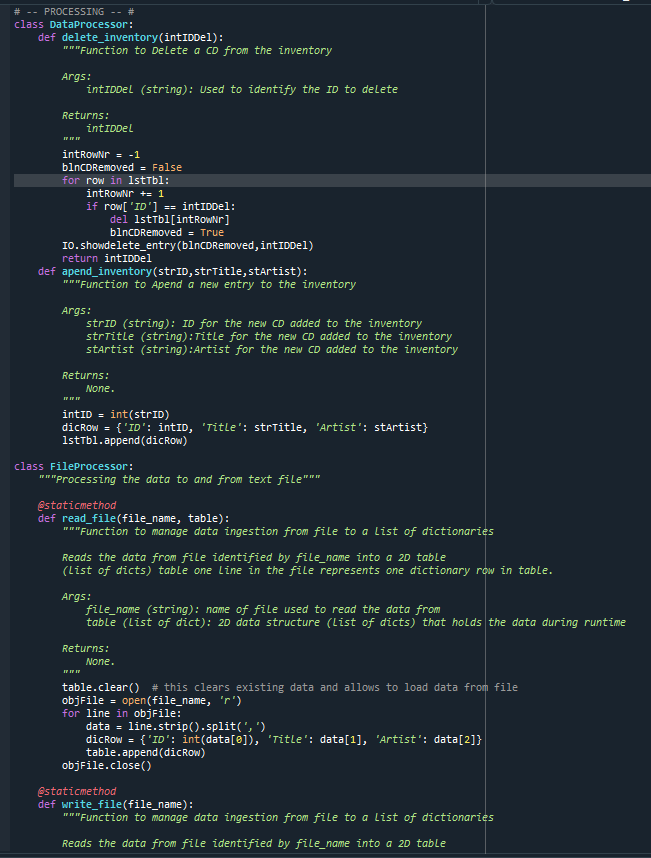 # -- PROCESSING -- #
class DataProcessor:
    def delete_inventory(intIDDel):
        """Function to Delete a CD from the inventory

        Args:
            intIDDel (string): Used to identify the ID to delete

        Returns:
            intIDDel
        """
        intRowNr = -1
        blnCDRemoved = False
        for row in lstTbl:
            intRowNr += 1
            if row['ID'] == intIDDel:
                del lstTbl[intRowNr]
                blnCDRemoved = True
        IO.showdelete_entry(blnCDRemoved,intIDDel)
        return intIDDel
    def apend_inventory(strID,strTitle,stArtist):
        """Function to Apend a new entry to the inventory

        Args:
            strID (string): ID for the new CD added to the inventory
            strTitle (string):Title for the new CD added to the inventory
            stArtist (string):Artist for the new CD added to the inventory

        Returns:
            None.
        """
        intID = int(strID)
        dicRow = {'ID': intID, 'Title': strTitle, 'Artist': stArtist}
        lstTbl.append(dicRow)

class FileProcessor:
    """Processing the data to and from text file"""

    @staticmethod
    def read_file(file_name, table):
        """Function to manage data ingestion from file to a list of dictionaries

        Reads the data from file identified by file_name into a 2D table
        (list of dicts) table one line in the file represents one dictionary row in table.

        Args:
            file_name (string): name of file used to read the data from
            table (list of dict): 2D data structure (list of dicts) that holds the data during runtime

        Returns:
            None.
        """
        table.clear()  # this clears existing data and allows to load data from file
        objFile = open(file_name, 'r')
        for line in objFile:
            data = line.strip().split(',')
            dicRow = {'ID': int(data[0]), 'Title': data[1], 'Artist': data[2]}
            table.append(dicRow)
        objFile.close()

    @staticmethod
    def write_file(file_name):
        """Function to manage data ingestion from file to a list of dictionaries

        Reads the data from file identified by file_name into a 2D table